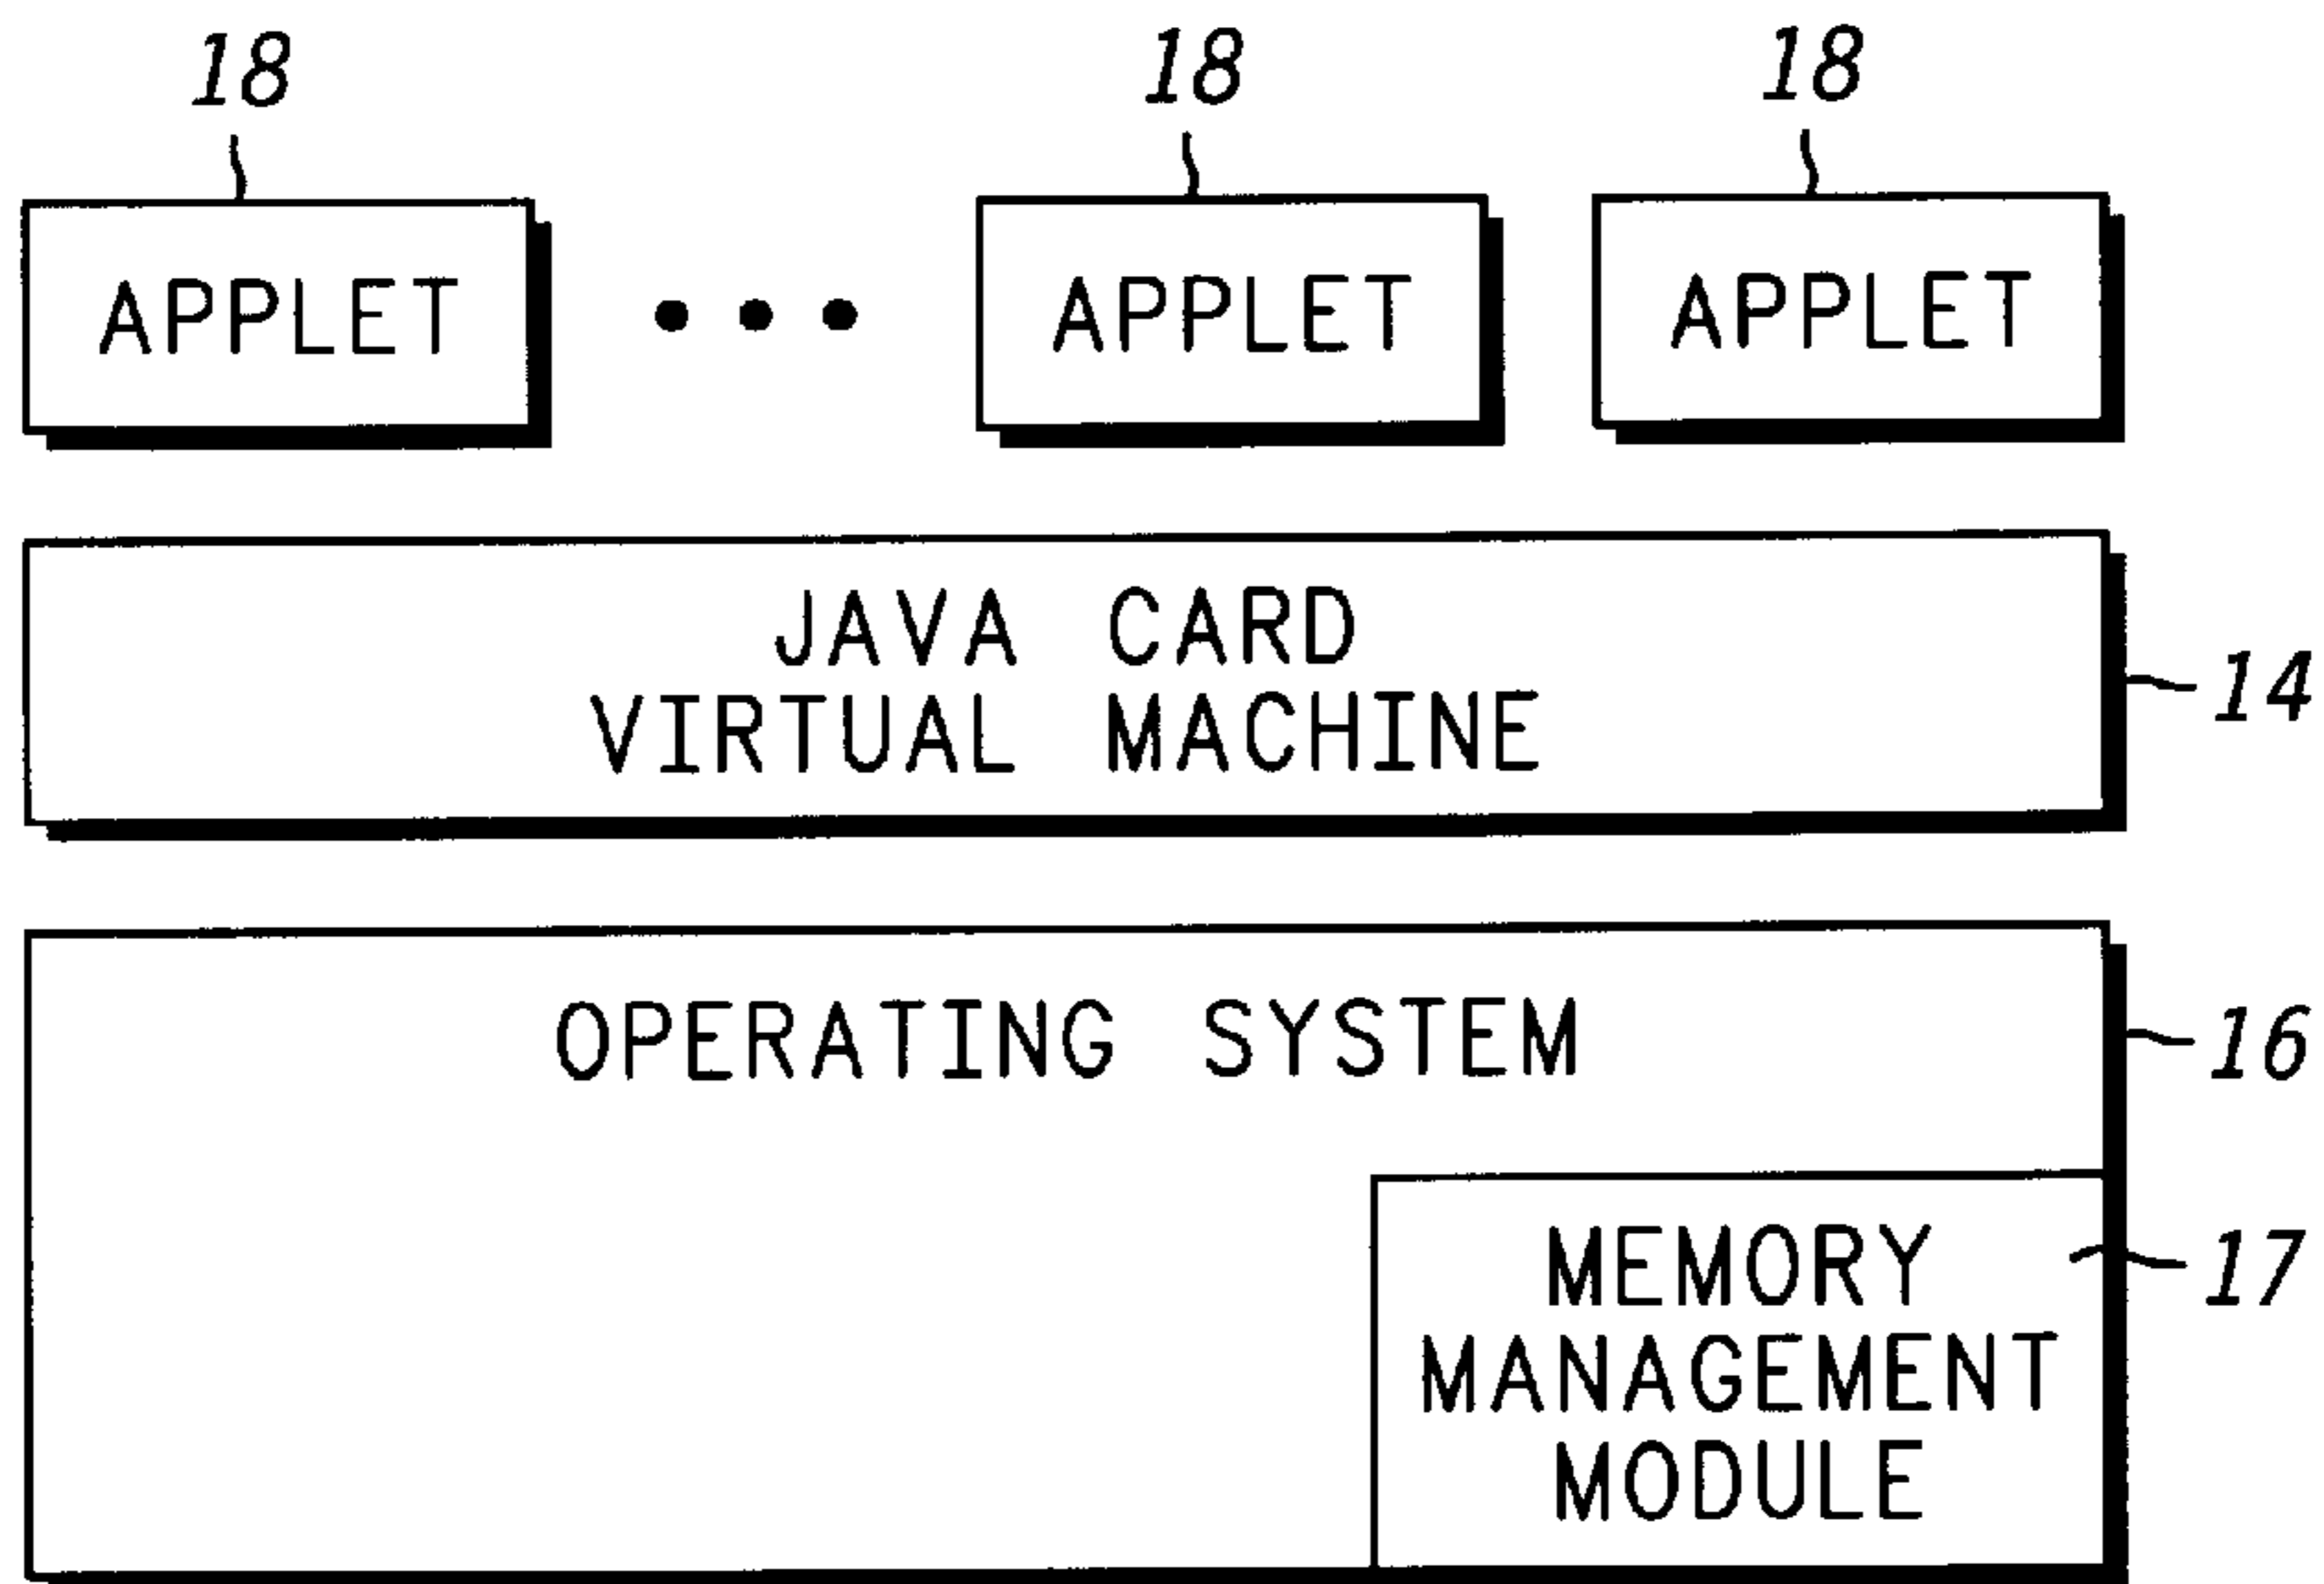 18 18 18
APPLET ••• APPLET APPLET
JAVA CARD
VIRTUAL MACHINE
14
OPERATING SYSTEM
16
MEMORY
17
MANAGEMENT
MODULE